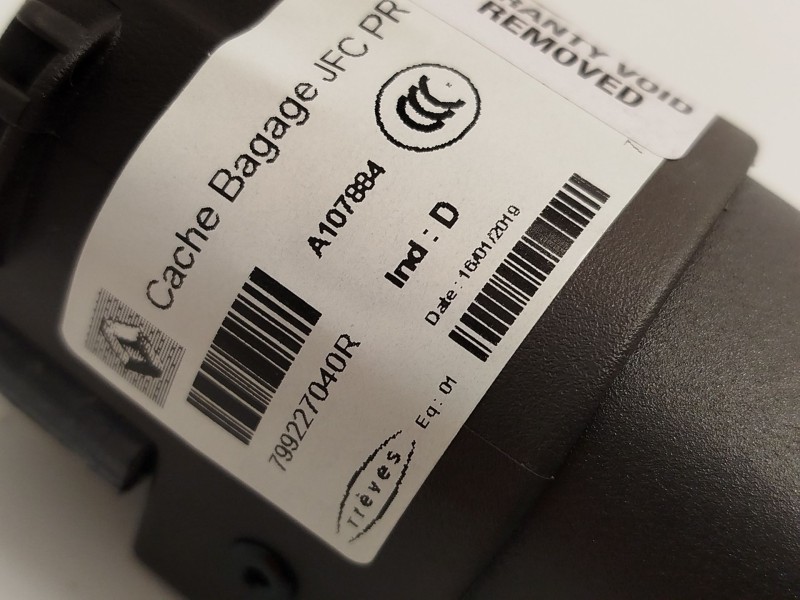 RANTY VOID
REMOVED
Cache Bagage JFC PR
A107884
Ind : D
Date : 16/01/2019
799227040R
Eq : 01
Trèves